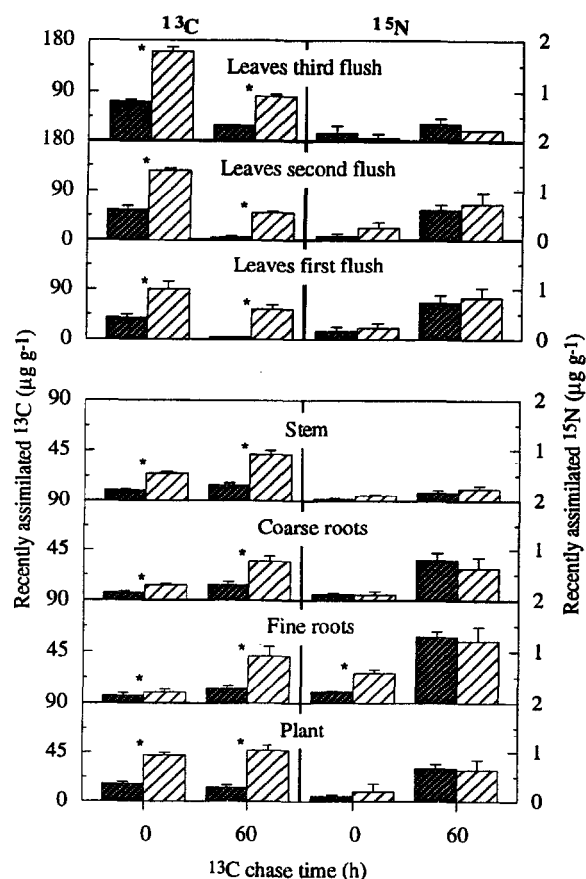 13C 15N
180 2
*
Leaves third flush
90 * 1
180 2
*
Leaves second flush
90 1
*
0 0
Leaves first flush
90 * * 1
0 0
90 2
Stem
45 * * 1
90 2
Coarse roots
45 * * 1
90 2
Fine roots
45 * * * 1
90 2
Plant
45 * * 1
0 0
0 60 0 60
13C chase time (h)
Recently assimilated 13C (µg g-1)
Recently assimilated 15N (µg g-1)